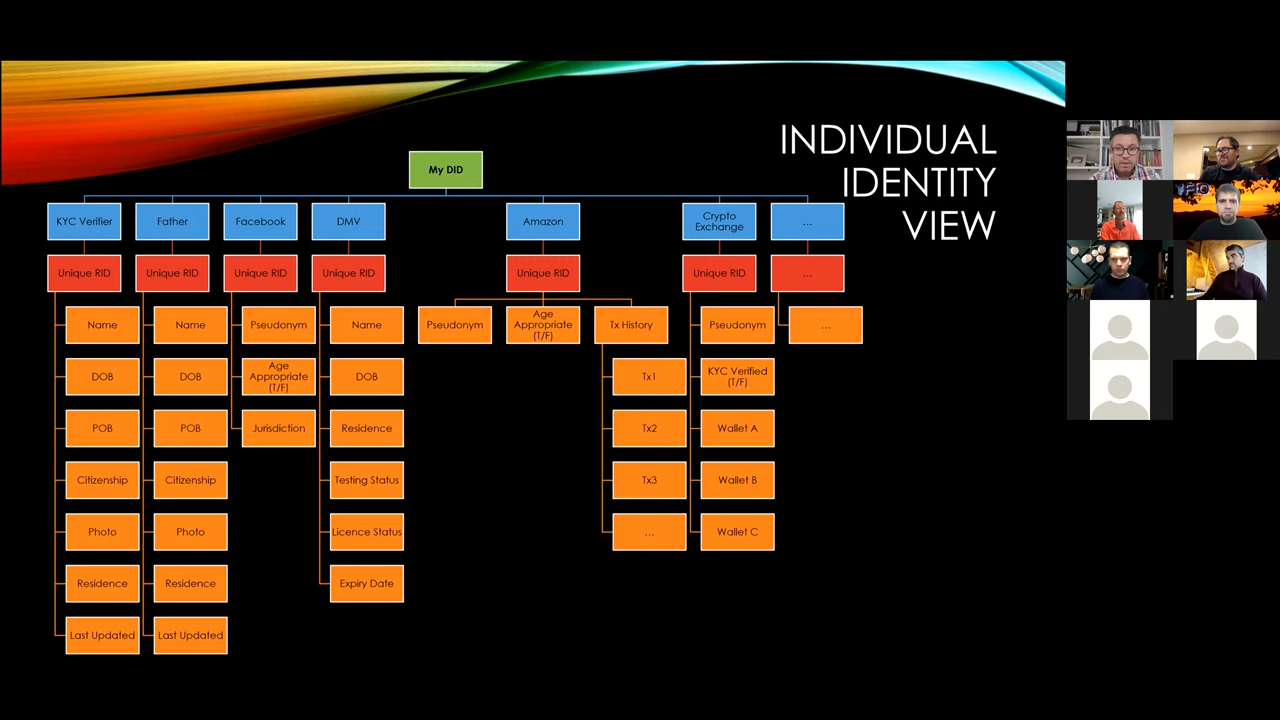 INDIVIDUAL
IDENTITY
VIEW
My DID
KYC Verifier
Father
Facebook
DMV
Amazon
Crypto
Exchange
...
Unique RID
Unique RID
Unique RID
Unique RID
Unique RID
Unique RID
...
Name
DOB
POB
Citizenship
Photo
Residence
Last Updated
Name
DOB
POB
Citizenship
Photo
Residence
Last Updated
Pseudonym
Age
Appropriate
(T/F)
Jurisdiction
Name
DOB
Residence
Testing Status
Licence Status
Expiry Date
Pseudonym
Age
Appropriate
(T/F)
Tx History
Tx1
Tx2
Tx3
...
Pseudonym
KYC Verified
(T/F)
Wallet A
Wallet B
Wallet C
...